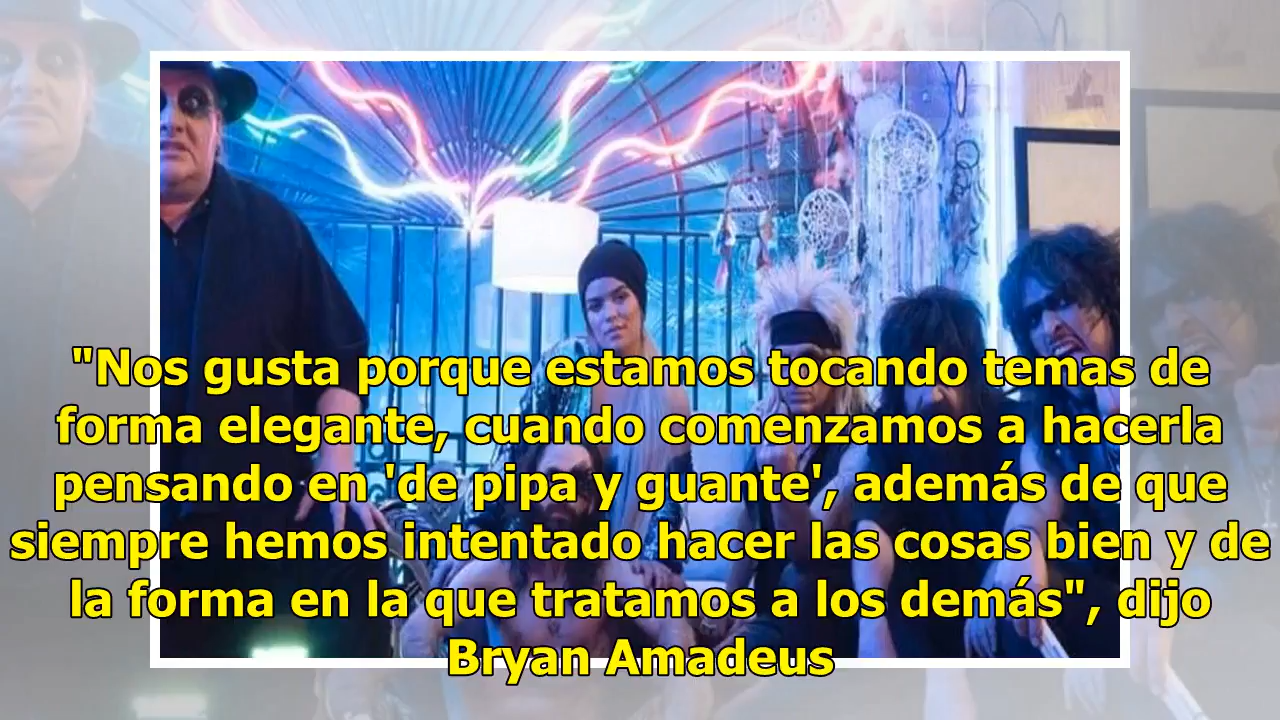 "Nos gusta porque estamos tocando temas de
forma elegante, cuando comenzamos a hacerla
pensando en 'de pipa y guante', además de que
siempre hemos intentado hacer las cosas bien y de
la forma en la que tratamos a los demás", dijo
Bryan Amadeus